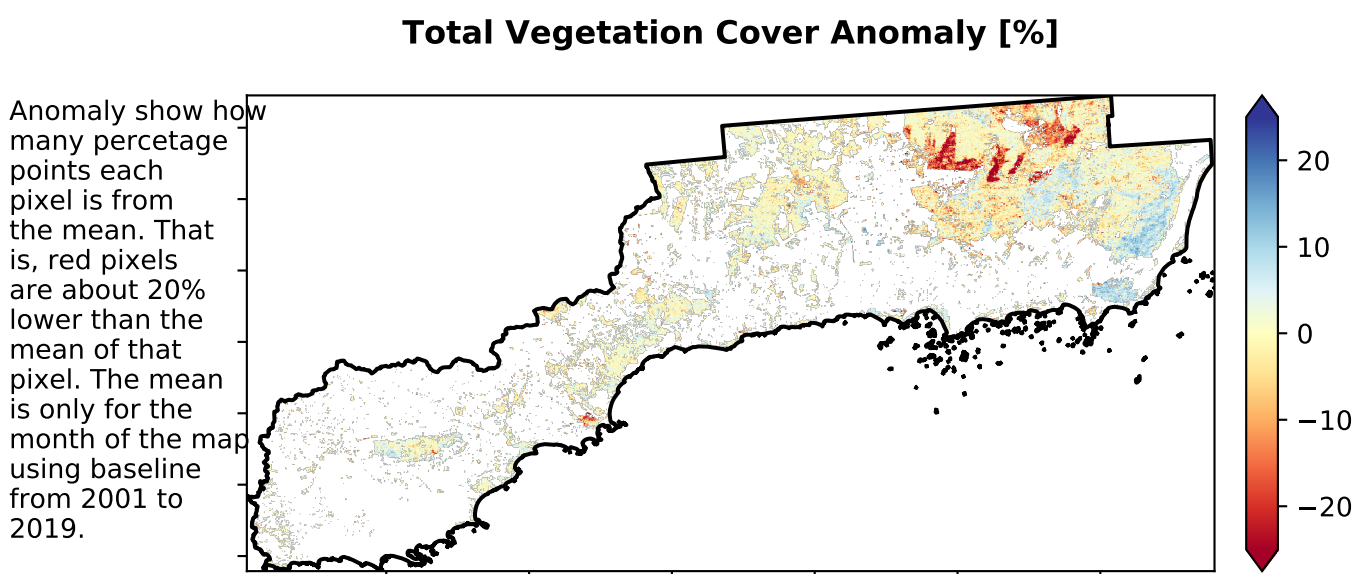 Total Vegetation Cover Anomaly [%]
Anomaly show how
many percetage
points each
pixel is from
the mean. That
is, red pixels
are about 20%
lower than the
mean of that
pixel. The mean
is only for the
month of the map
using baseline
from 2001 to
2019.
20
10
0
−10
−20